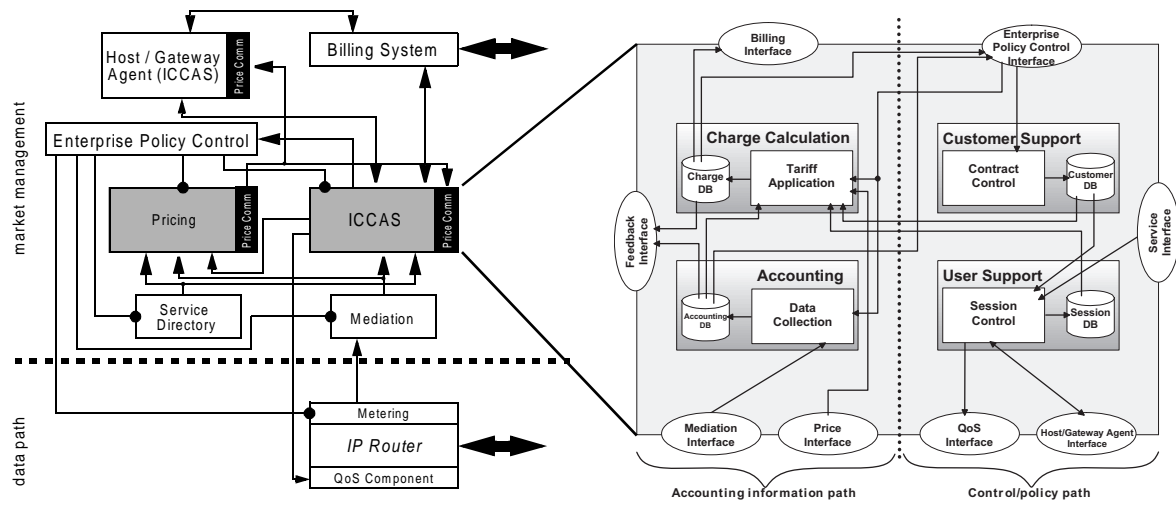 market management
data path
Host / Gateway
Agent (ICCAS)
Price Comm
Billing System
Enterprise Policy Control
Pricing
Price Comm
ICCAS
Price Comm
Service
Directory
Mediation
Metering
IP Router
QoS Component
Billing
Interface
Enterprise
Policy Control
Interface
Charge Calculation
Charge
DB
Tariff
Application
Customer Support
Contract
Control
Customer
DB
Feedback
Interface
Service
Interface
Accounting
Accounting
DB
Data
Collection
User Support
Session
Control
Session
DB
Mediation
Interface
Price
Interface
QoS
Interface
Host/Gateway Agent
Interface
Accounting information path
Control/policy path